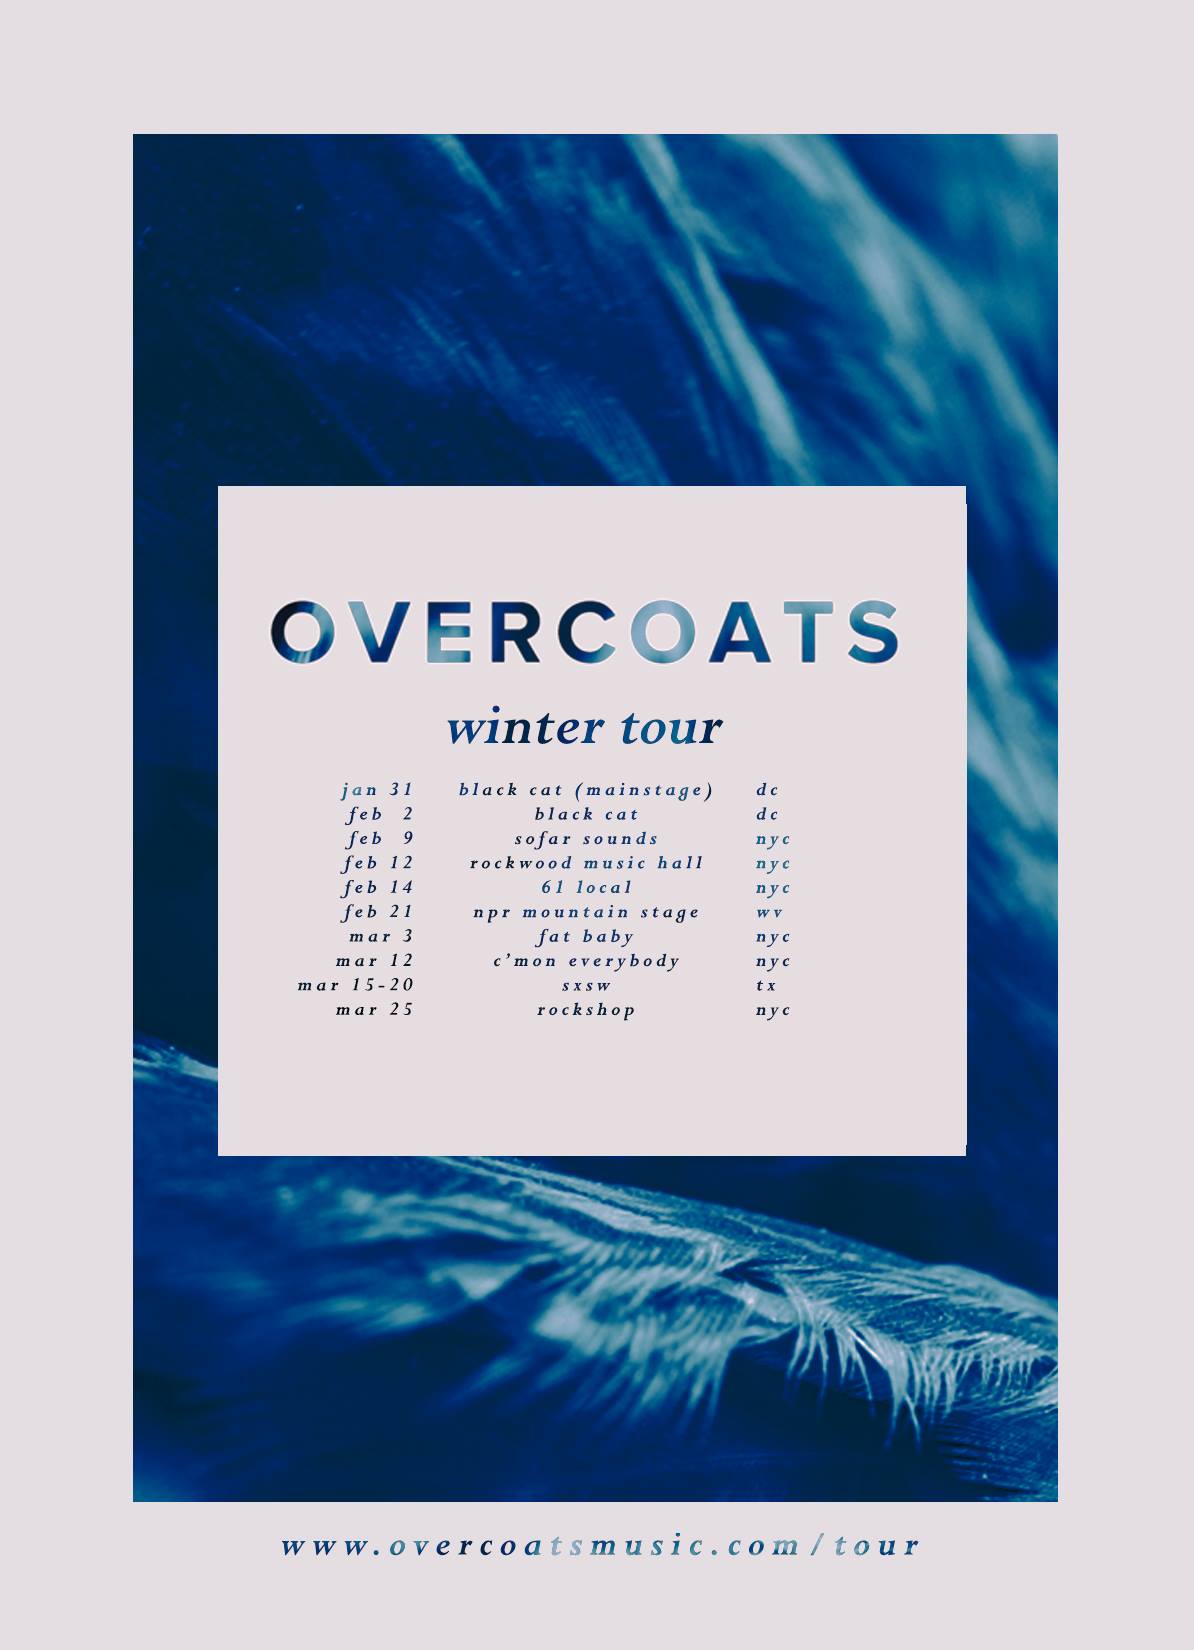 OVERCOATS
winter tour
jan 31 black cat (mainstage) dc
feb 2 black cat dc
feb 9 sofar sounds nyc
feb 12 rockwood music hall nyc
feb 14 61 local nyc
feb 21 npr mountain stage wv
mar 3 fat baby nyc
mar 12 c’mon everybody nyc
mar 15-20 sxsw tx
mar 25 rockshop nyc
www.overcoatsmusic.com/tour